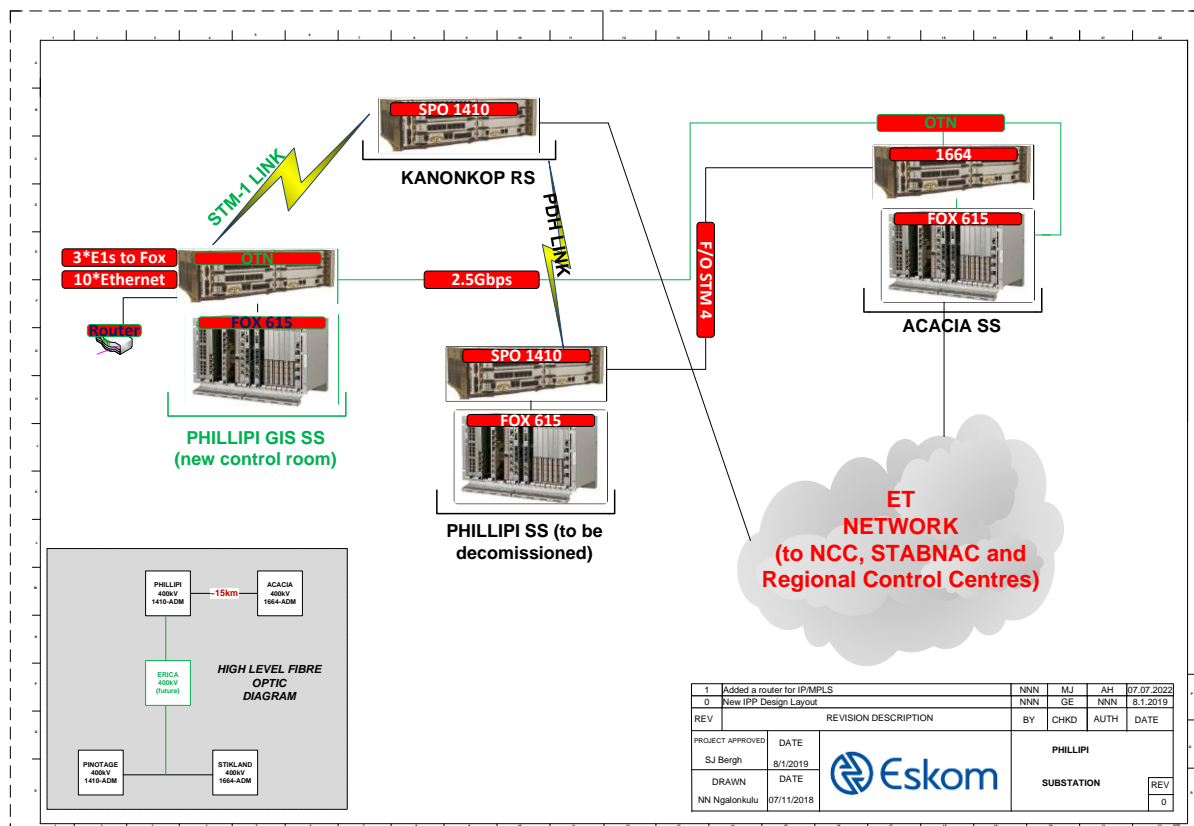 SPO 1410
KANONKOP RS
STM-1 LINK
PDH LINK
OTN
1664
FOX 615
ACACIA SS
3*E1s to Fox
10*Ethernet
OTN
Router
FOX 615
PHILLIPI GIS SS
(new control room)
2.5Gbps
F/O STM 4
SPO 1410
FOX 615
PHILLIPI SS (to be
decomissioned)
ET
NETWORK
(to NCC, STABNAC and
Regional Control Centres)
PHILLIPI
400kV
1410-ADM
~15km
ACACIA
400kV
1664-ADM
ERICA
400kV
(future)
HIGH LEVEL FIBRE
OPTIC
DIAGRAM
PINOTAGE
400kV
1410-ADM
STIKLAND
400kV
1664-ADM
1 Added a router for IP/MPLS NNN MJ AH 07.07.2022
0 New IPP Design Layout NNN GE NNN 8.1.2019
REV REVISION DESCRIPTION BY CHKD AUTH DATE
PROJECT APPROVED DATE
SJ Bergh 8/1/2019
DRAWN DATE
NN Ngalonkulu 07/11/2018
Eskom
PHILLIPI
SUBSTATION
REV
0